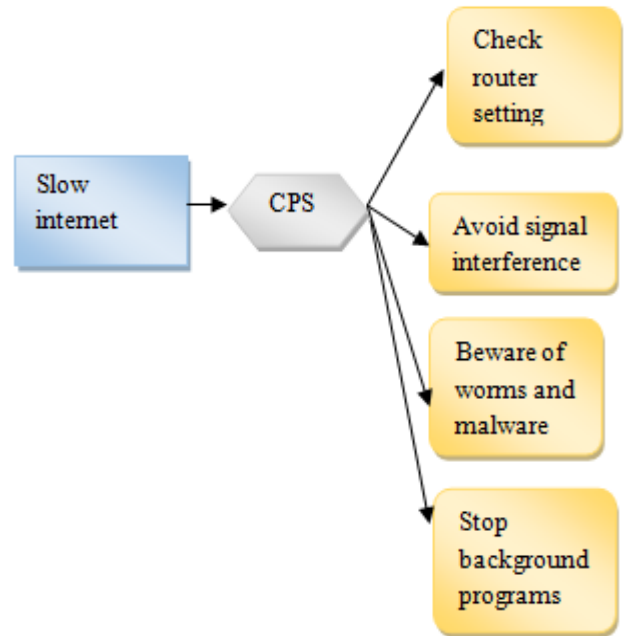 Slow
internet
CPS
Check
router
setting
Avoid signal
interference
Beware of
worms and
malware
Stop
background
programs